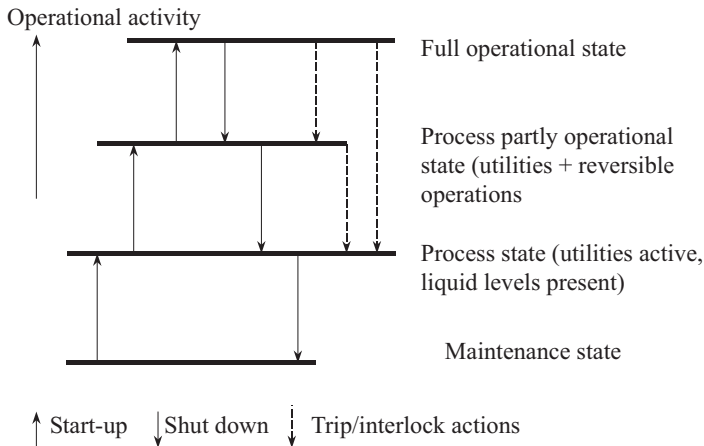 Operational activity
Full operational state
Process partly operational
state (utilities + reversible
operations
Process state (utilities active,
liquid levels present)
Maintenance state
Start-up
Shut down
Trip/interlock actions